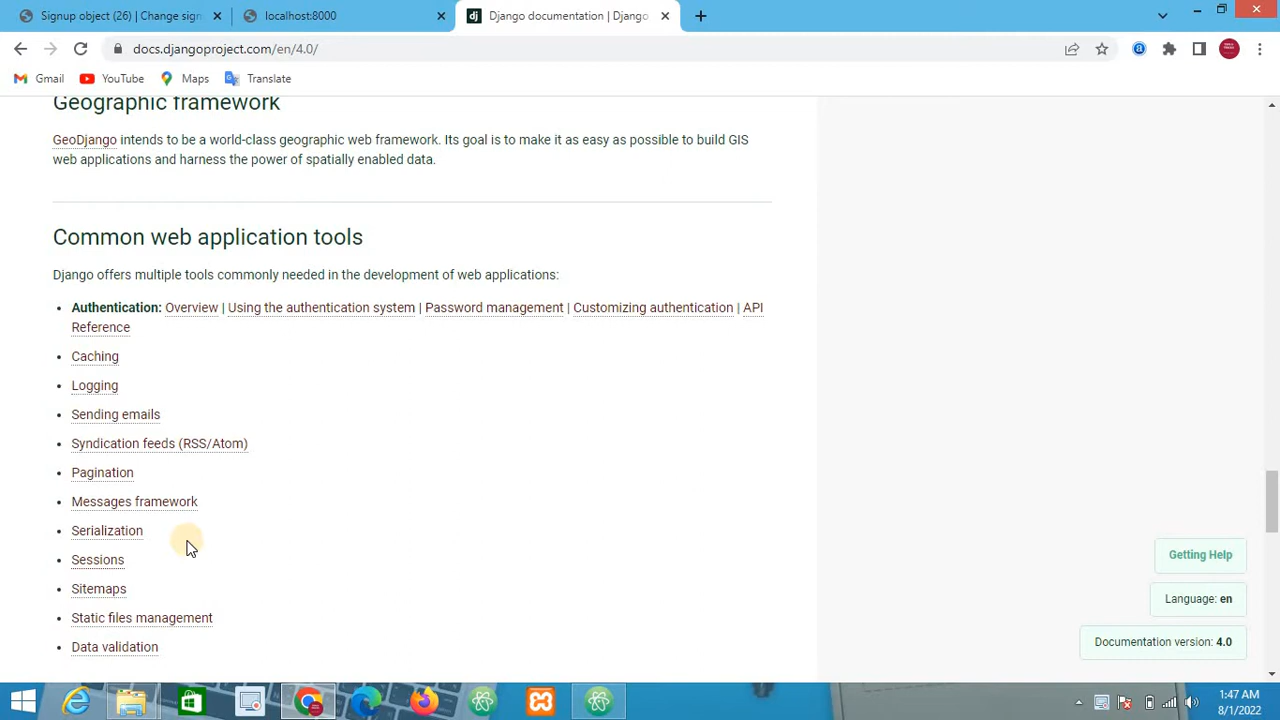 Signup object (26) | Change sign
localhost:8000
Django documentation | Django
docs.djangoproject.com/en/4.0/
Gmail
YouTube
Maps
Translate
Geographic framework
GeoDjango intends to be a world-class geographic web framework. Its goal is to make it as easy as possible to build GIS
web applications and harness the power of spatially enabled data.
Common web application tools
Django offers multiple tools commonly needed in the development of web applications:
• Authentication: Overview | Using the authentication system | Password management | Customizing authentication | API
Reference
• Caching
• Logging
• Sending emails
• Syndication feeds (RSS/Atom)
• Pagination
• Messages framework
• Serialization
• Sessions
• Sitemaps
• Static files management
• Data validation
Getting Help
Language: en
Documentation version: 4.0
1:47 AM
8/1/2022